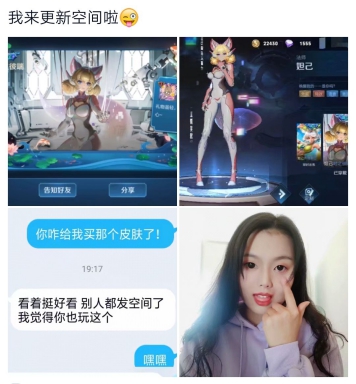 我来更新空间啦😜
告知好友
分享
22430
1555
妲己
你咋给我买那个皮肤了！
19:17
看着挺好看 别人都发空间了
我觉得你也玩这个
嘿嘿